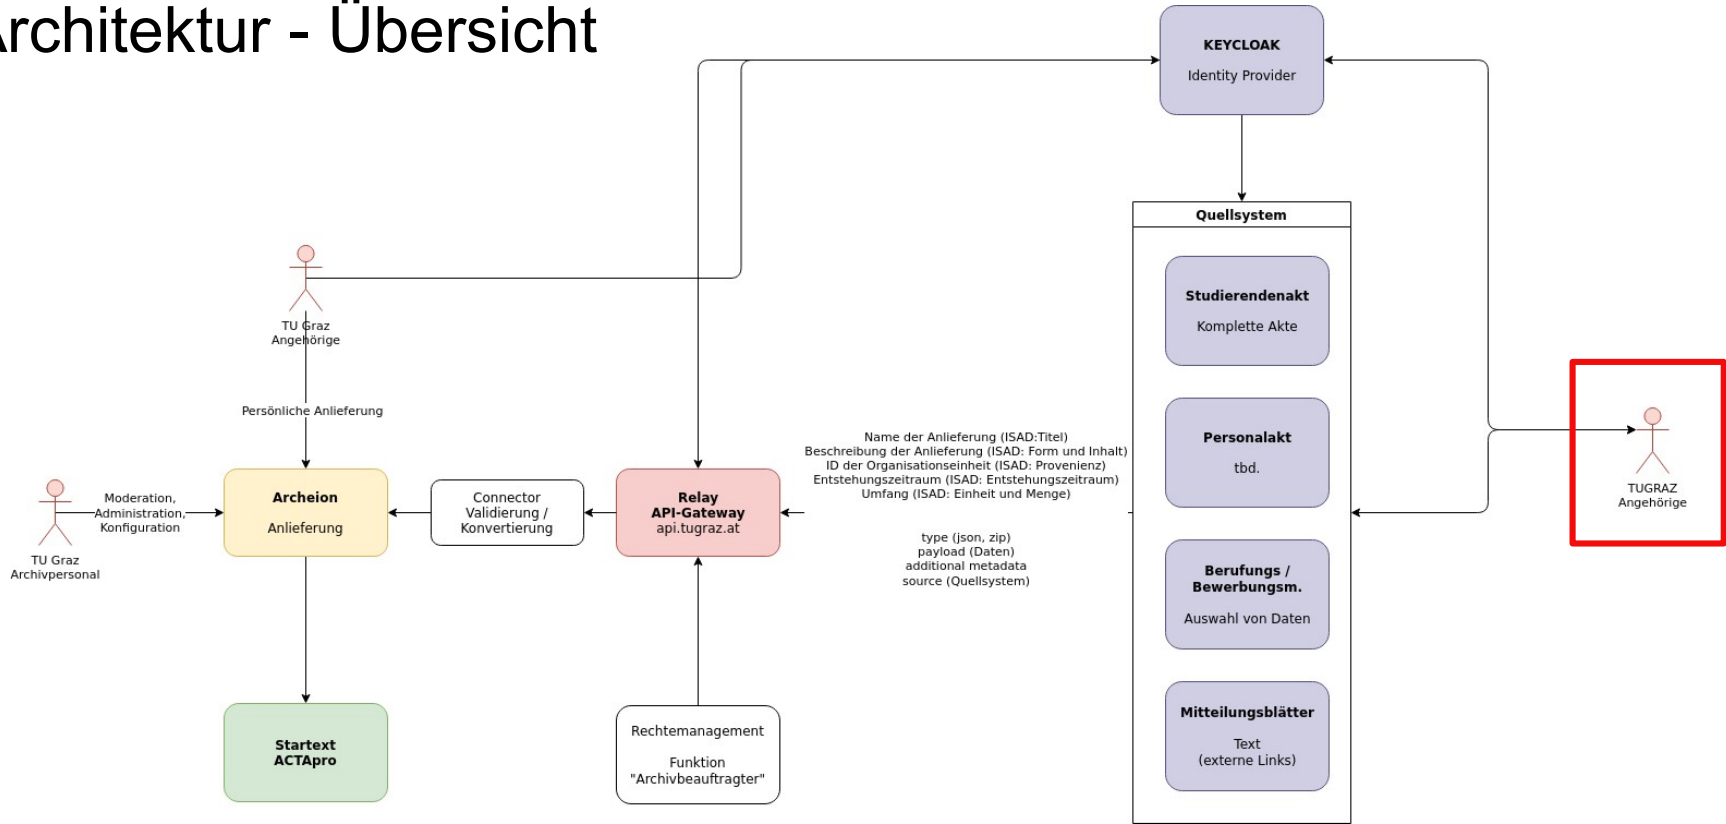 Architektur - Übersicht
KEYCLOAK
Identity Provider
Quellsystem
Studierendenakt
Komplette Akte
TU Graz
Angehörige
Persönliche Anlieferung
Personalakt
tbd.
Name der Anlieferung (ISAD:Titel)
Beschreibung der Anlieferung (ISAD: Form und Inhalt)
ID der Organisationseinheit (ISAD: Provenienz)
Entstehungszeitraum (ISAD: Entstehungszeitraum)
Umfang (ISAD: Einheit und Menge)
type (json, zip)
payload (Daten)
additional metadata
source (Quellsystem)
TUGRAZ
Angehörige
Moderation,
Administration,
Konfiguration
TU Graz
Archivpersonal
Archeion
Anlieferung
Connector
Validierung /
Konvertierung
Relay
API-Gateway
api.tugraz.at
Berufungs /
Bewerbungsm.
Auswahl von Daten
Startext
ACTApro
Rechtemanagement
Funktion
"Archivbeauftragter"
Mitteilungsblätter
Text
(externe Links)